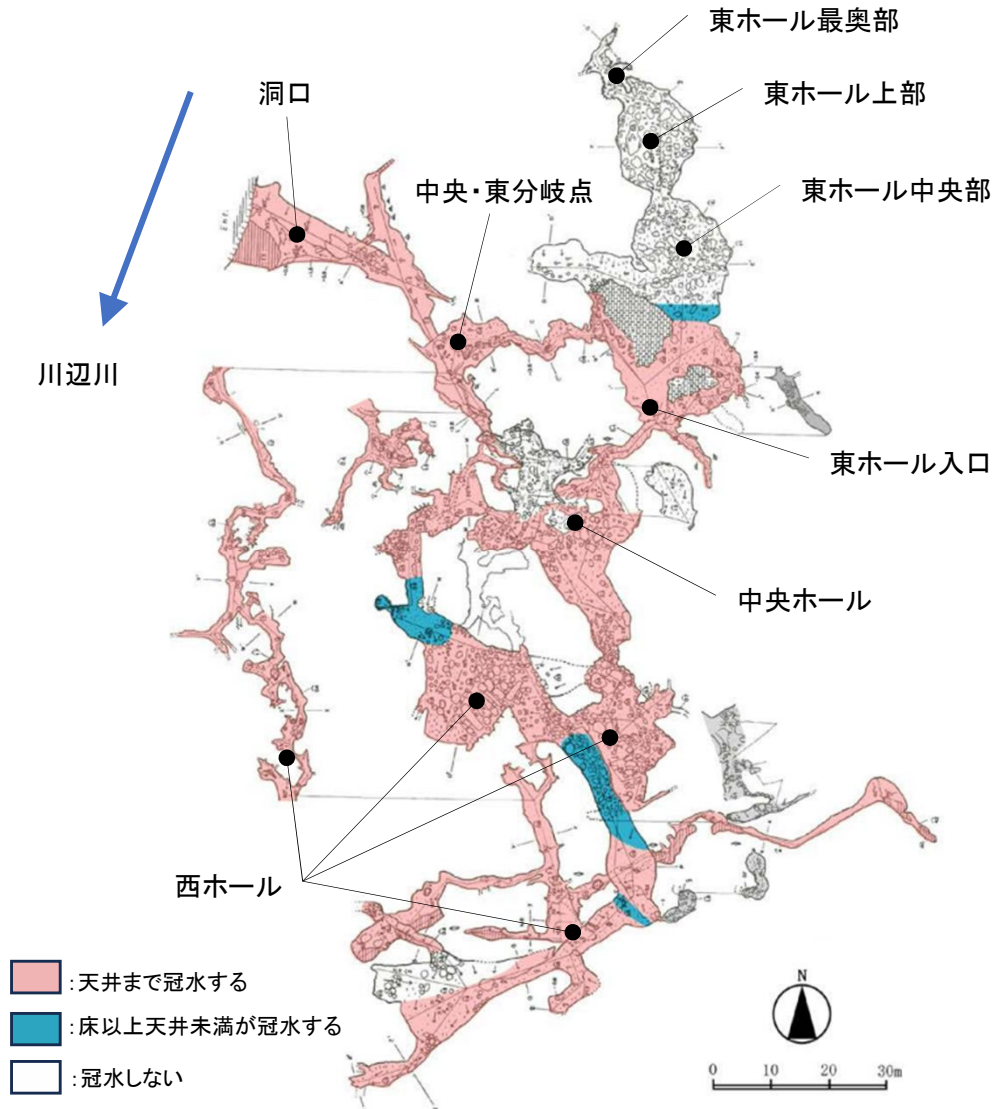 東ホール最奥部
洞口
東ホール上部
中央・東分岐点
東ホール中央部
Ent.
川辺川
東ホール入口
中央ホール
西ホール
:天井まで冠水する
:床以上天井未満が冠水する
:冠水しない
N
0 10 20 30m